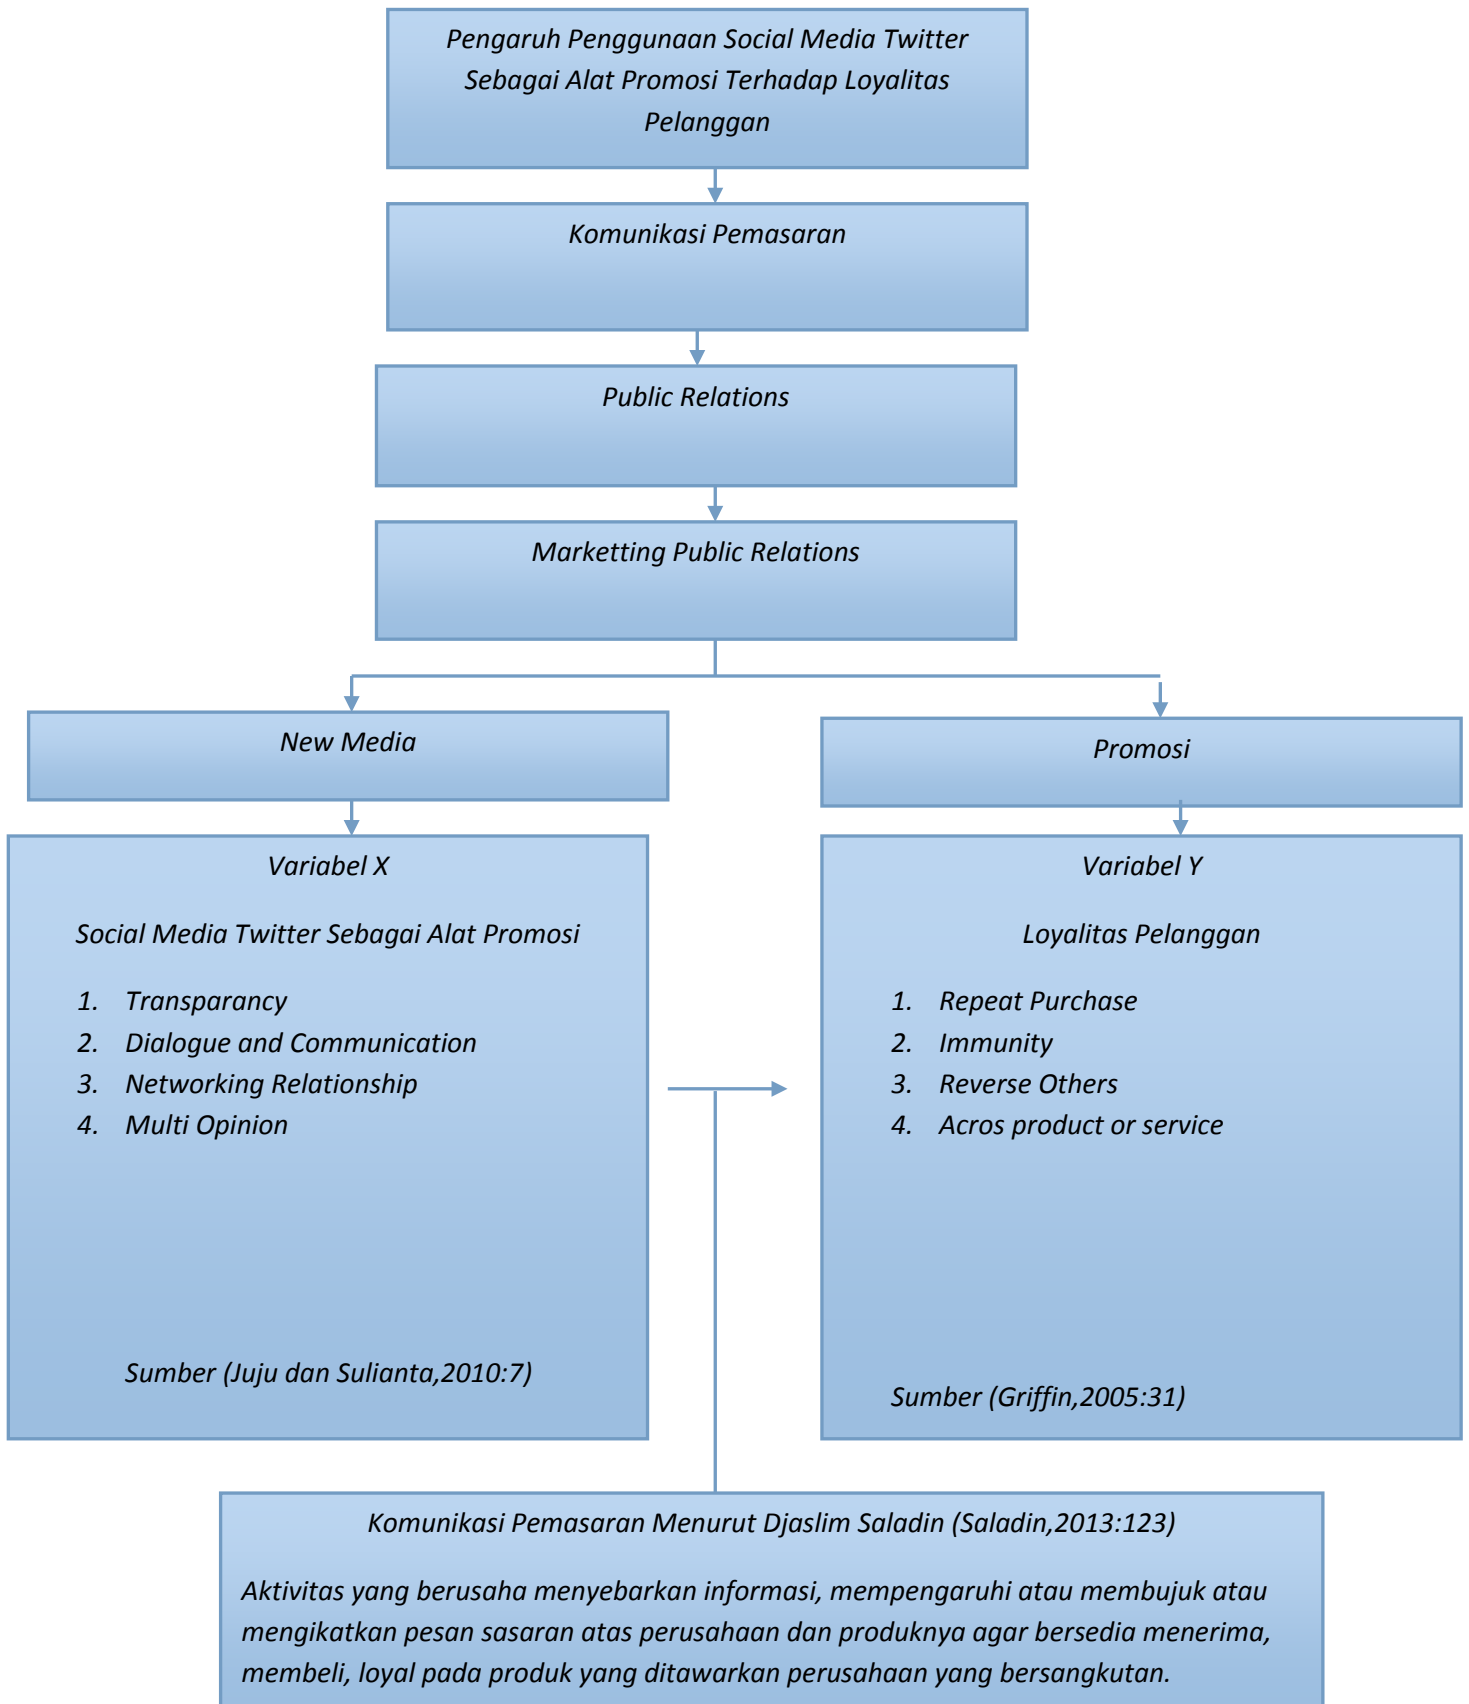 Pengaruh Penggunaan Social Media Twitter
Sebagai Alat Promosi Terhadap Loyalitas
Pelanggan
Komunikasi Pemasaran
Public Relations
Marketting Public Relations
New Media
Promosi
Variabel X
Social Media Twitter Sebagai Alat Promosi
1. Transparancy
2. Dialogue and Communication
3. Networking Relationship
4. Multi Opinion
Sumber (Juju dan Sulianta,2010:7)
Variabel Y
Loyalitas Pelanggan
1. Repeat Purchase
2. Immunity
3. Reverse Others
4. Acros product or service
Sumber (Griffin,2005:31)
Komunikasi Pemasaran Menurut Djaslim Saladin (Saladin,2013:123)
Aktivitas yang berusaha menyebarkan informasi, mempengaruhi atau membujuk atau
mengikatkan pesan sasaran atas perusahaan dan produknya agar bersedia menerima,
membeli, loyal pada produk yang ditawarkan perusahaan yang bersangkutan.